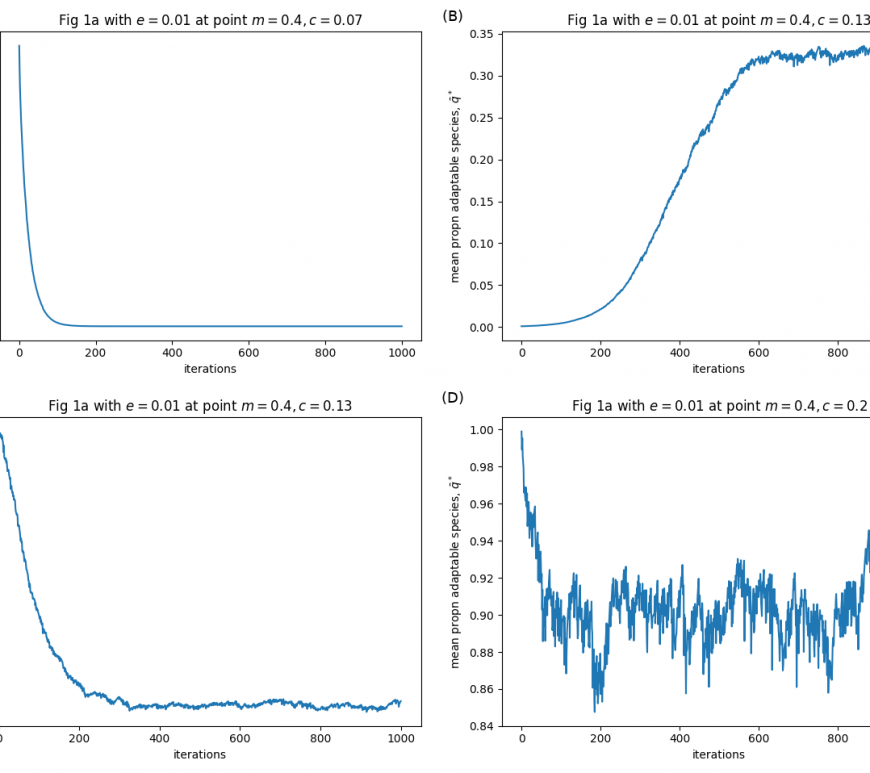 Fig 1a with e = 0.01 at point m = 0.4, c = 0.07
0 200 400 600 800 1000
iterations
(B)
Fig 1a with e = 0.01 at point m = 0.4, c = 0.13
0.35
0.30
0.25
0.20
0.15
0.10
0.05
0.00
mean propn adaptable species, q̄*
0 200 400 600 800
iterations
Fig 1a with e = 0.01 at point m = 0.4, c = 0.13
0 200 400 600 800 1000
iterations
(D)
Fig 1a with e = 0.01 at point m = 0.4, c = 0.2
1.00
0.98
0.96
0.94
0.92
0.90
0.88
0.86
0.84
mean propn adaptable species, q̄*
0 200 400 600 800
iterations